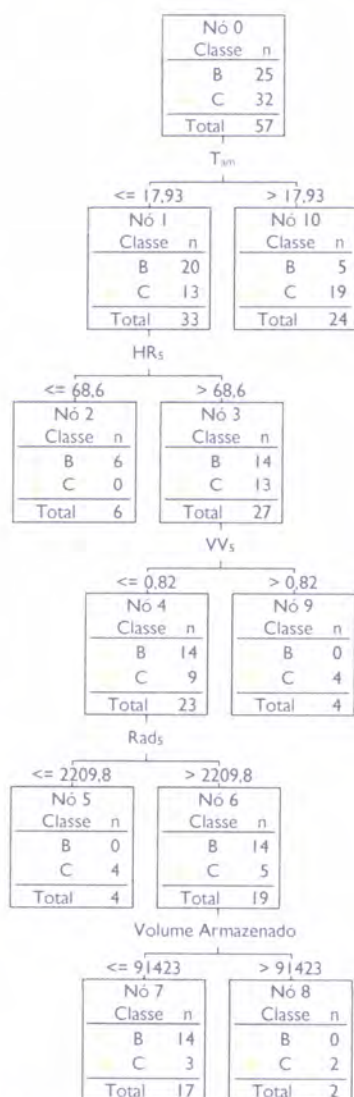 Nó 0
Classe n
B 25
C 32
Total 57
Tam
<= 17,93 > 17,93
Nó 1 Nó 10
Classe n Classe n
B 20 B 5
C 13 C 19
Total 33 Total 24
HRs
<= 68,6 > 68,6
Nó 2 Nó 3
Classe n Classe n
B 6 B 14
C 0 C 13
Total 6 Total 27
VVs
<= 0,82 > 0,82
Nó 4 Nó 9
Classe n Classe n
B 14 B 0
C 9 C 4
Total 23 Total 4
Rads
<= 2209,8 > 2209,8
Nó 5 Nó 6
Classe n Classe n
B 0 B 14
C 4 C 5
Total 4 Total 19
Volume Armazenado
<= 91423 > 91423
Nó 7 Nó 8
Classe n Classe n
B 14 B 0
C 3 C 2
Total 17 Total 2